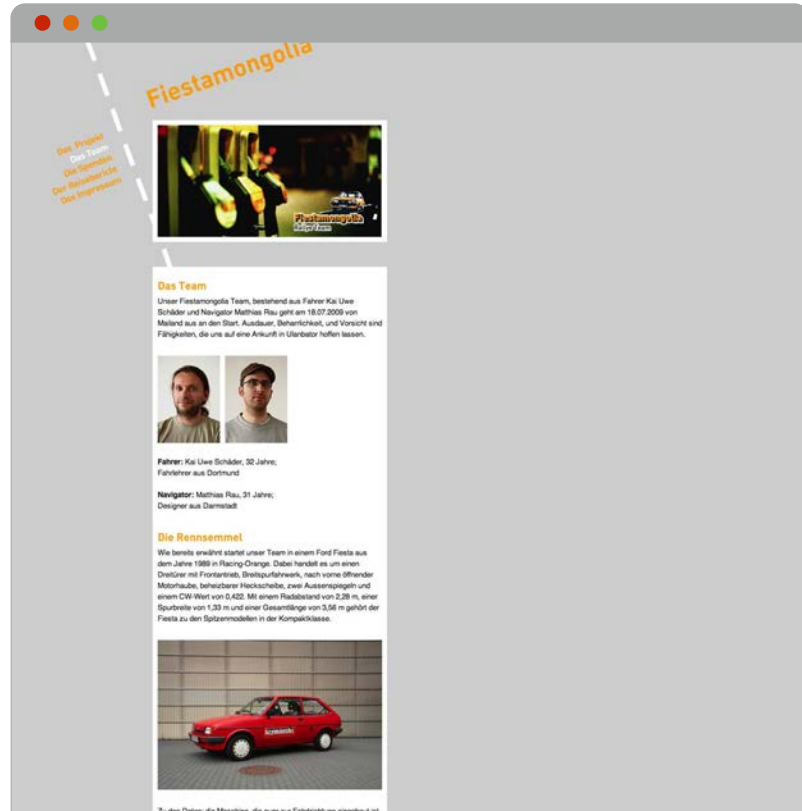 Fiestamongolia
Das Projekt
Das Team
Die Spenden
Der Reisebericht
Das Impressum
Fiestamongolia
Rallye Team
Das Team
Unser Fiestamongolia Team, bestehend aus Fahrer Kai Uwe
Schäder und Navigator Matthias Rau geht am 18.07.2009 von
Mailand aus an den Start. Ausdauer, Beharrlichkeit, und Vorsicht sind
Fähigkeiten, die uns auf eine Ankunft in Ulanbator hoffen lassen.
Fahrer: Kai Uwe Schäder, 32 Jahre;
Fahrlehrer aus Dortmund
Navigator: Matthias Rau, 31 Jahre;
Designer aus Darmstadt
Die Rennsemmel
Wie bereits erwähnt startet unser Team in einem Ford Fiesta aus
dem Jahre 1989 in Racing-Orange. Dabei handelt es um einen
Dreitürer mit Frontantrieb, Breitspurfahrwerk, nach vorne öffnender
Motorhaube, beheizbarer Heckscheibe, zwei Aussenspiegeln und
einem CW-Wert von 0,422. Mit einem Radabstand von 2,28 m, einer
Spurbreite von 1,33 m und einer Gesamtlänge von 3,56 m gehört der
Fiesta zu den Spitzenmodellen in der Kompaktklasse.